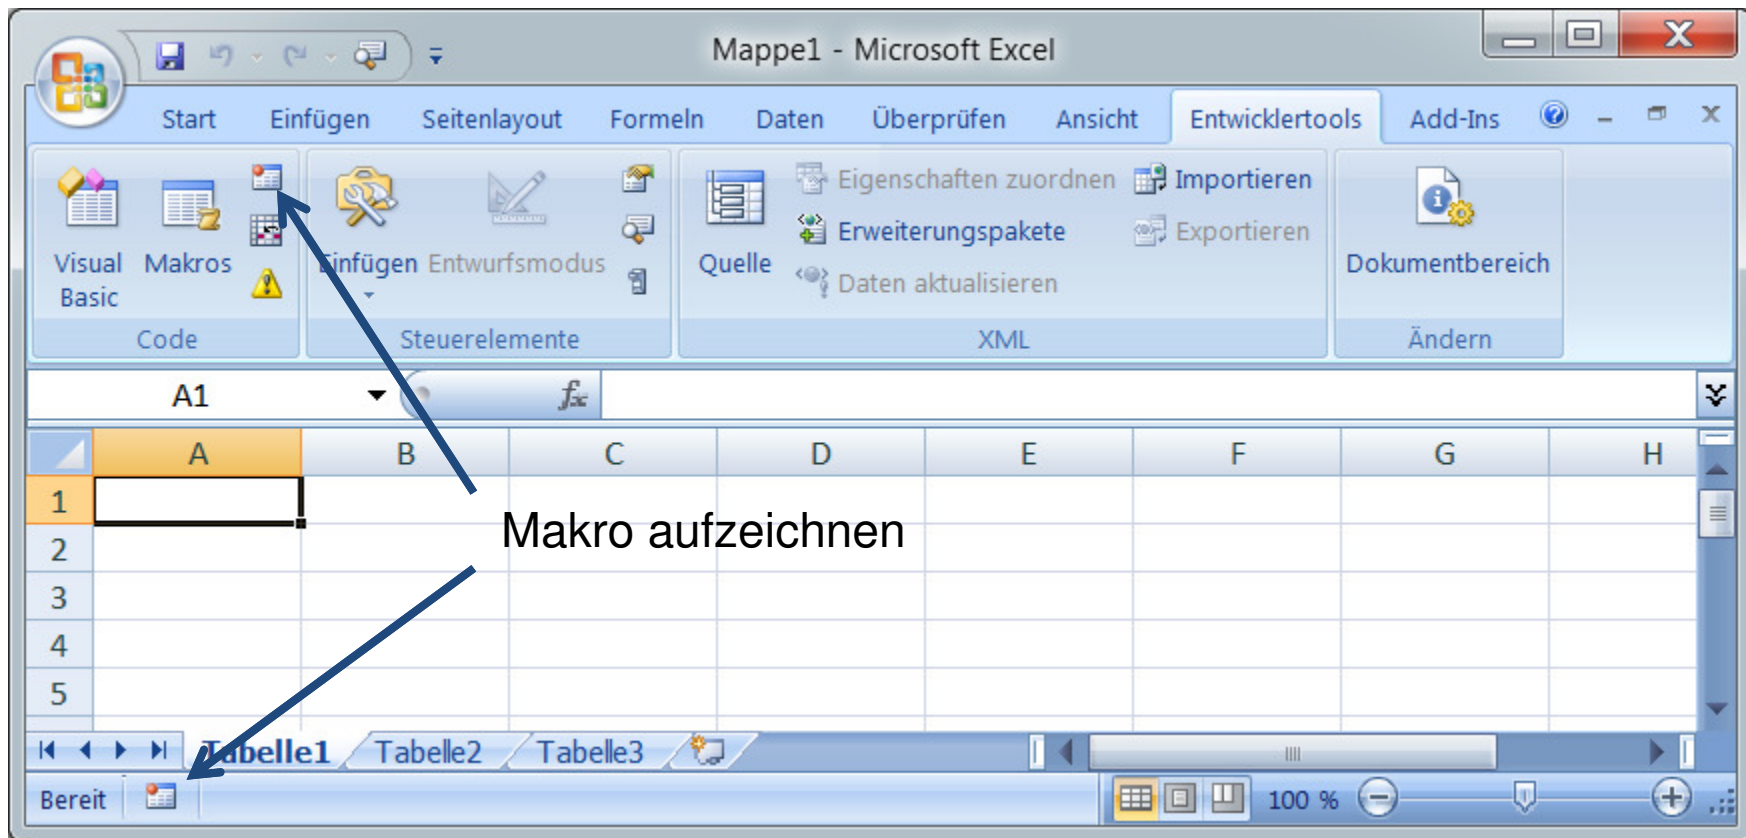 Mappe1 - Microsoft Excel
Start Einfügen Seitenlayout Formeln Daten Überprüfen Ansicht Entwicklertools Add-Ins
Eigenschaften zuordnen Importieren
Erweiterungspakete Exportieren
Visual Basic Makros Einfügen Entwurfsmodus Quelle Daten aktualisieren Dokumentbereich
Code Steuerelemente XML Ändern
A1 fx
A B C D E F G H
1
2
Makro aufzeichnen
3
4
5
Tabelle1 Tabelle2 Tabelle3
Bereit 100 %